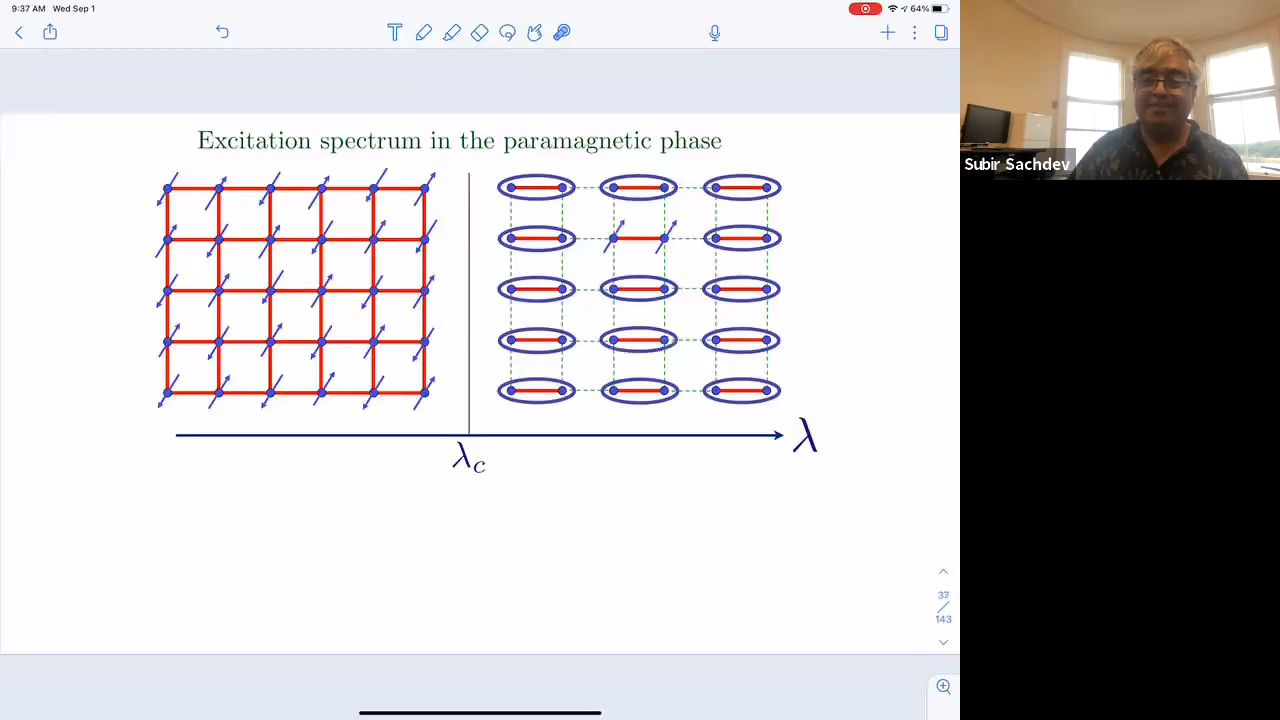 9:37 AM Wed Sep 1
64%
T
Excitation spectrum in the paramagnetic phase
λ
λc
37
143
Subir Sachdev